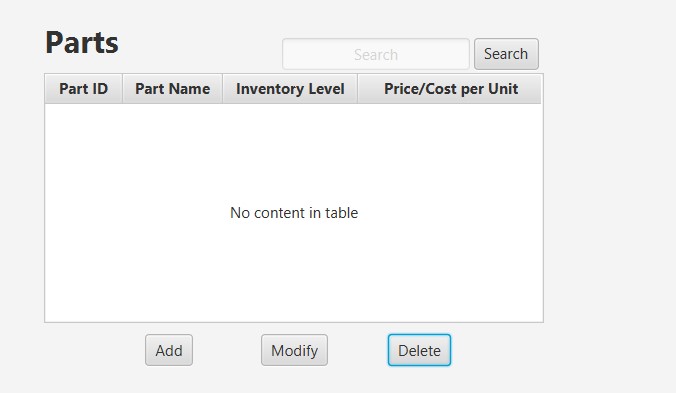 Parts
Search Search
Part ID Part Name Inventory Level Price/Cost per Unit
No content in table
Add Modify Delete